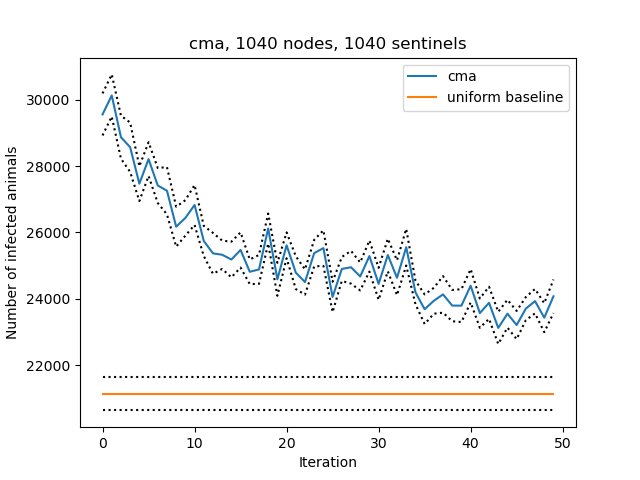 cma, 1040 nodes, 1040 sentinels
cma
uniform baseline
30000
28000
26000
24000
22000
Number of infected animals
0 10 20 30 40 50
Iteration